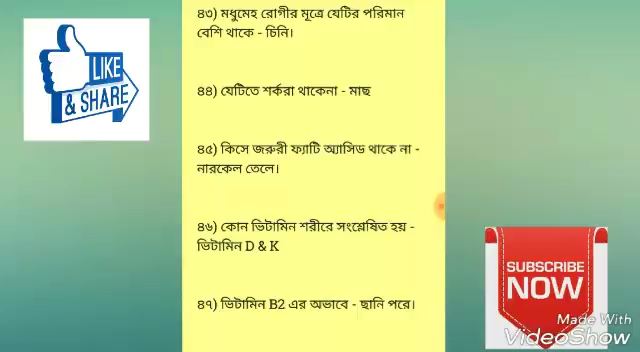 ৪৩) মধুমেহ রোগীর মূত্রে যেটির পরিমান
বেশি থাকে - চিনি।
৪৪) যেটিতে শর্করা থাকেনা - মাছ
৪৫) কিসে জরুরী ফ্যাটি অ্যাসিড থাকে না -
নারকেল তেলে।
৪৬) কোন ভিটামিন শরীরে সংশ্লেষিত হয় -
ভিটামিন D & K
৪৭) ভিটামিন B2 এর অভাবে - ছানি পরে।
LIKE
& SHARE
SUBSCRIBE
NOW
Made With
VideoShow